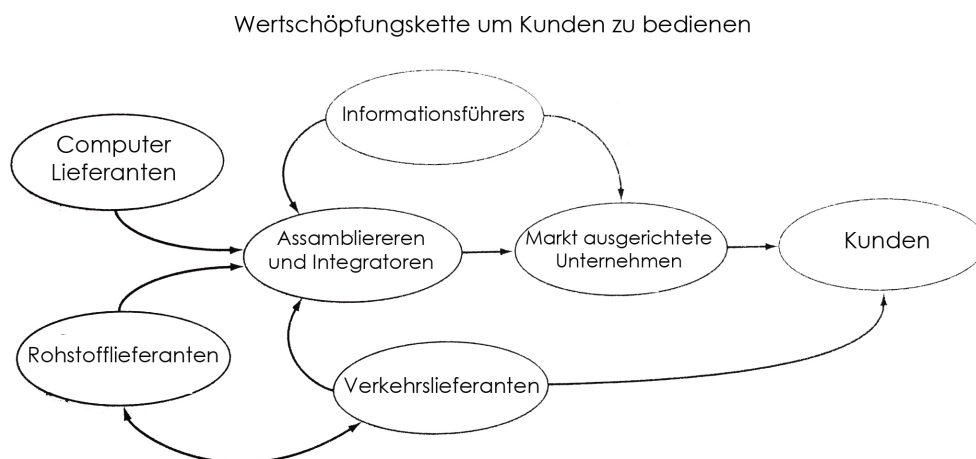 Wertschöpfungskette um Kunden zu bedienen
Informationsführers
Computer
Lieferanten
Assambliereren
und Integratoren
Markt ausgerichtete
Unternehmen
Kunden
Rohstofflieferanten
Verkehrslieferanten